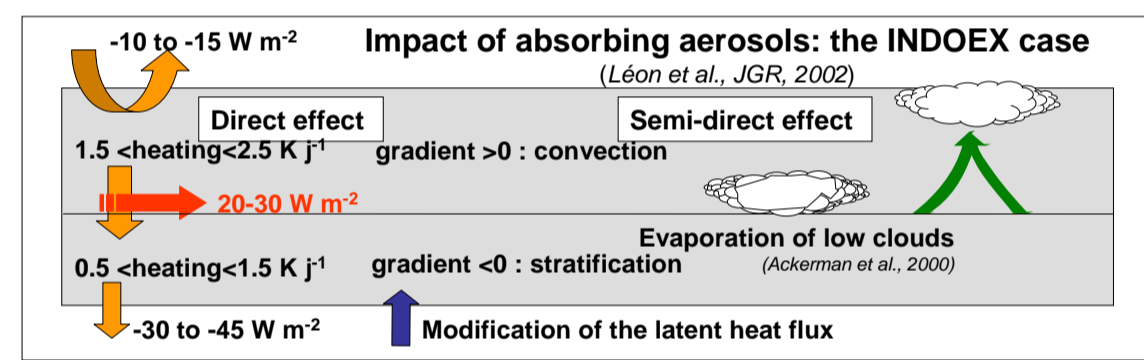 -10 to -15 W m⁻² Impact of absorbing aerosols: the INDOEX case
(Léon et al., JGR, 2002)
Direct effect Semi-direct effect
1.5 <heating<2.5 K j⁻¹ gradient >0 : convection
20-30 W m⁻²
Evaporation of low clouds
0.5 <heating<1.5 K j⁻¹ gradient <0 : stratification (Ackerman et al., 2000)
-30 to -45 W m⁻² Modification of the latent heat flux